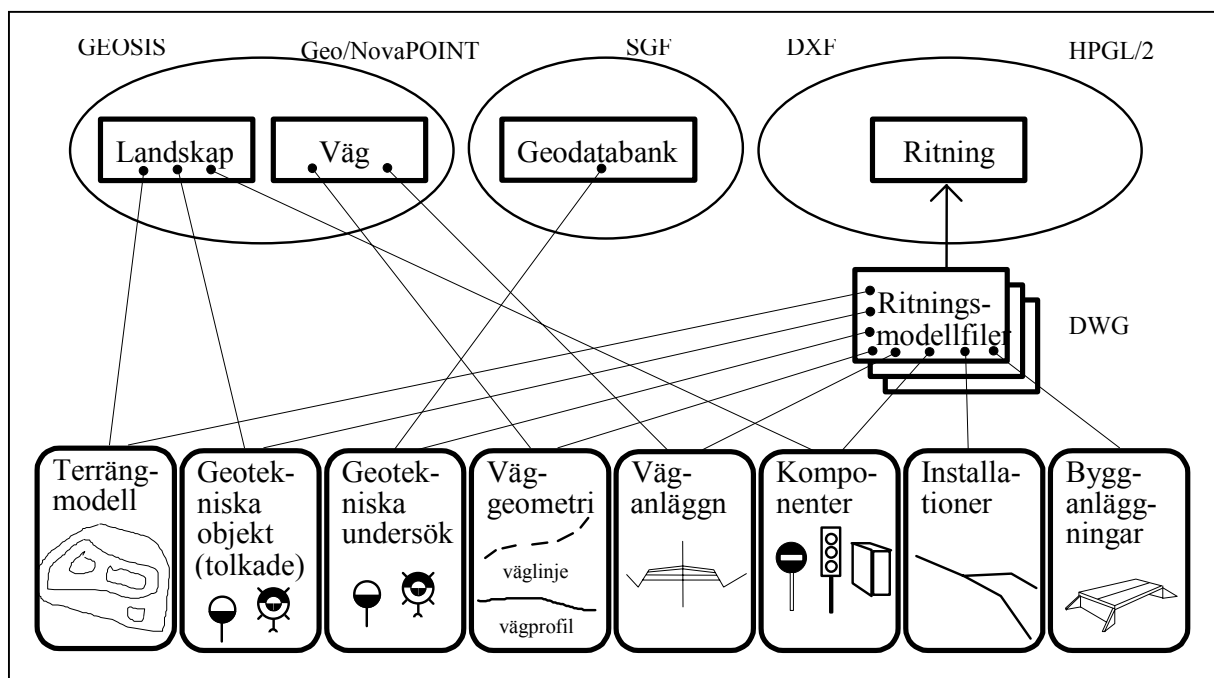 GEOSIS
Geo/NovaPOINT
SGF
DXF
HPGL/2
Landskap
Väg
Geodatabank
Ritning
Ritnings-
modellfiler
DWG
Terräng-
modell
Geotek-
niska
objekt
(tolkade)
Geotek-
niska
undersök
Väg-
geometri
väglinje
vägprofil
Väg-
anläggn
Kompo-
nenter
Installa-
tioner
Bygg-
anlägg-
ningar